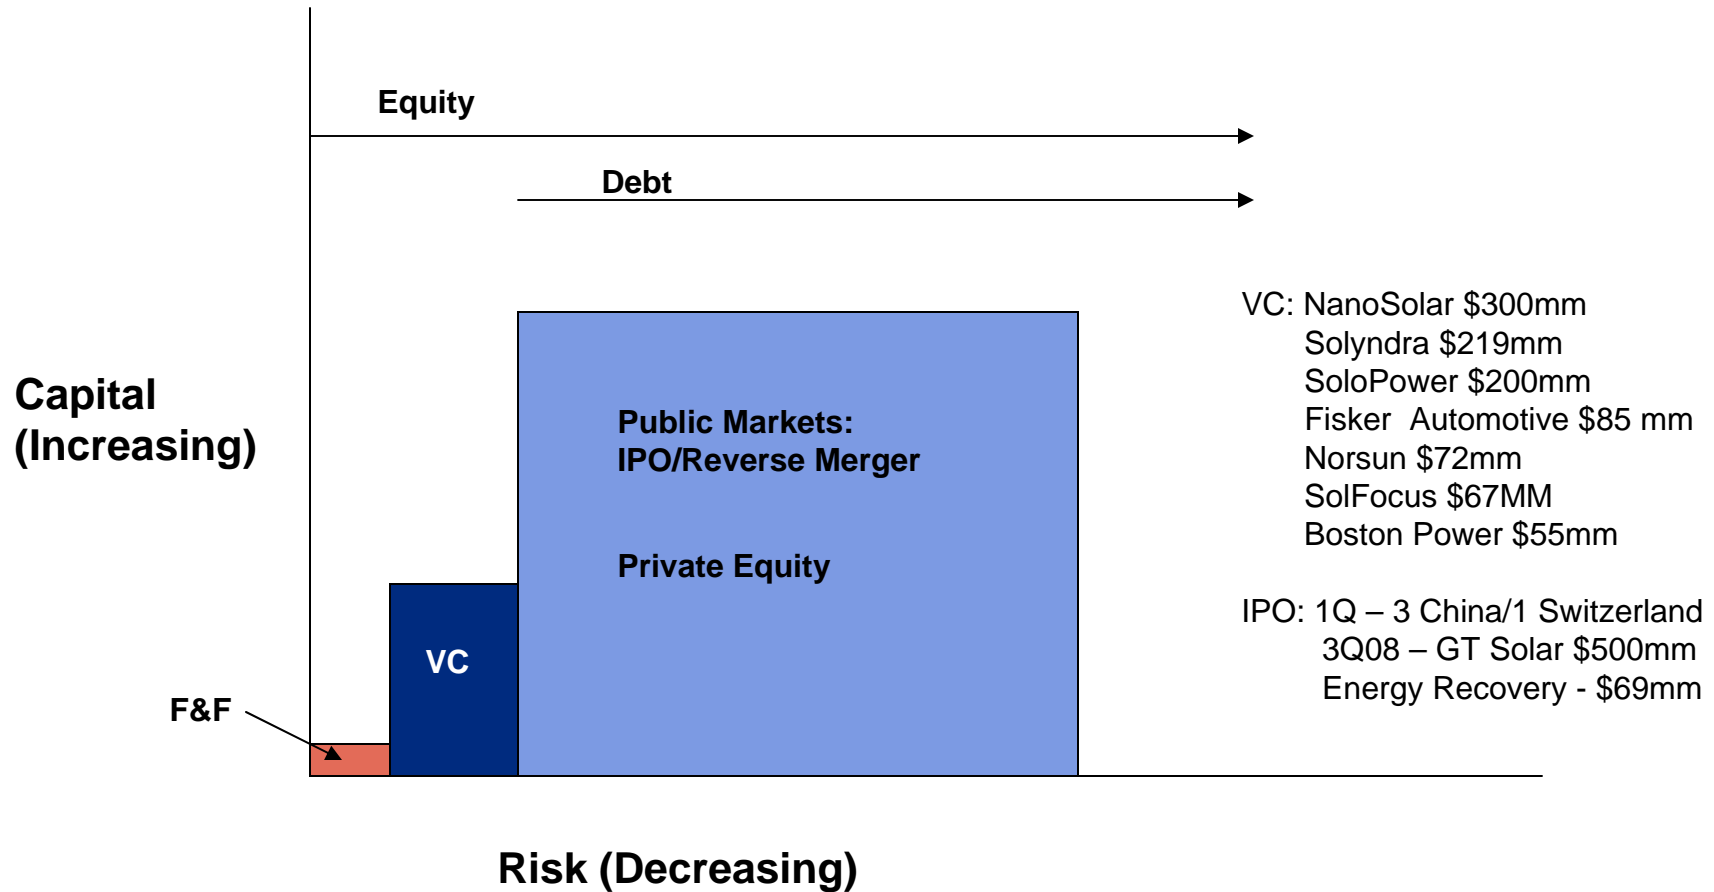 Equity
Debt
VC: NanoSolar $300mm
Solyndra $219mm
SoloPower $200mm
Fisker  Automotive $85 mm
Norsun $72mm
SolFocus $67MM
Boston Power $55mm
IPO: 1Q – 3 China/1 Switzerland
3Q08 – GT Solar $500mm
Energy Recovery - $69mm
Capital
(Increasing)
Public Markets:
IPO/Reverse Merger
Private Equity
VC
F&F
Risk (Decreasing)